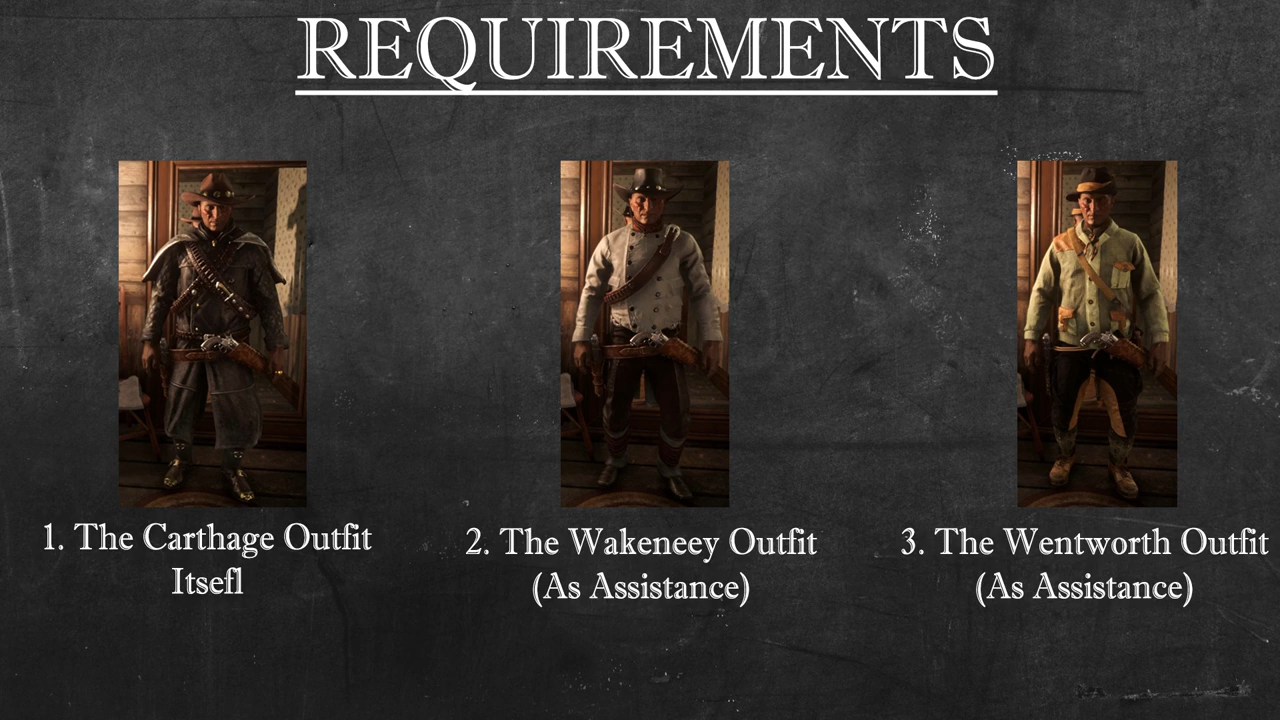 REQUIREMENTS
1. The Carthage Outfit
Itsefl
2. The Wakeneey Outfit
(As Assistance)
3. The Wentworth Outfit
(As Assistance)